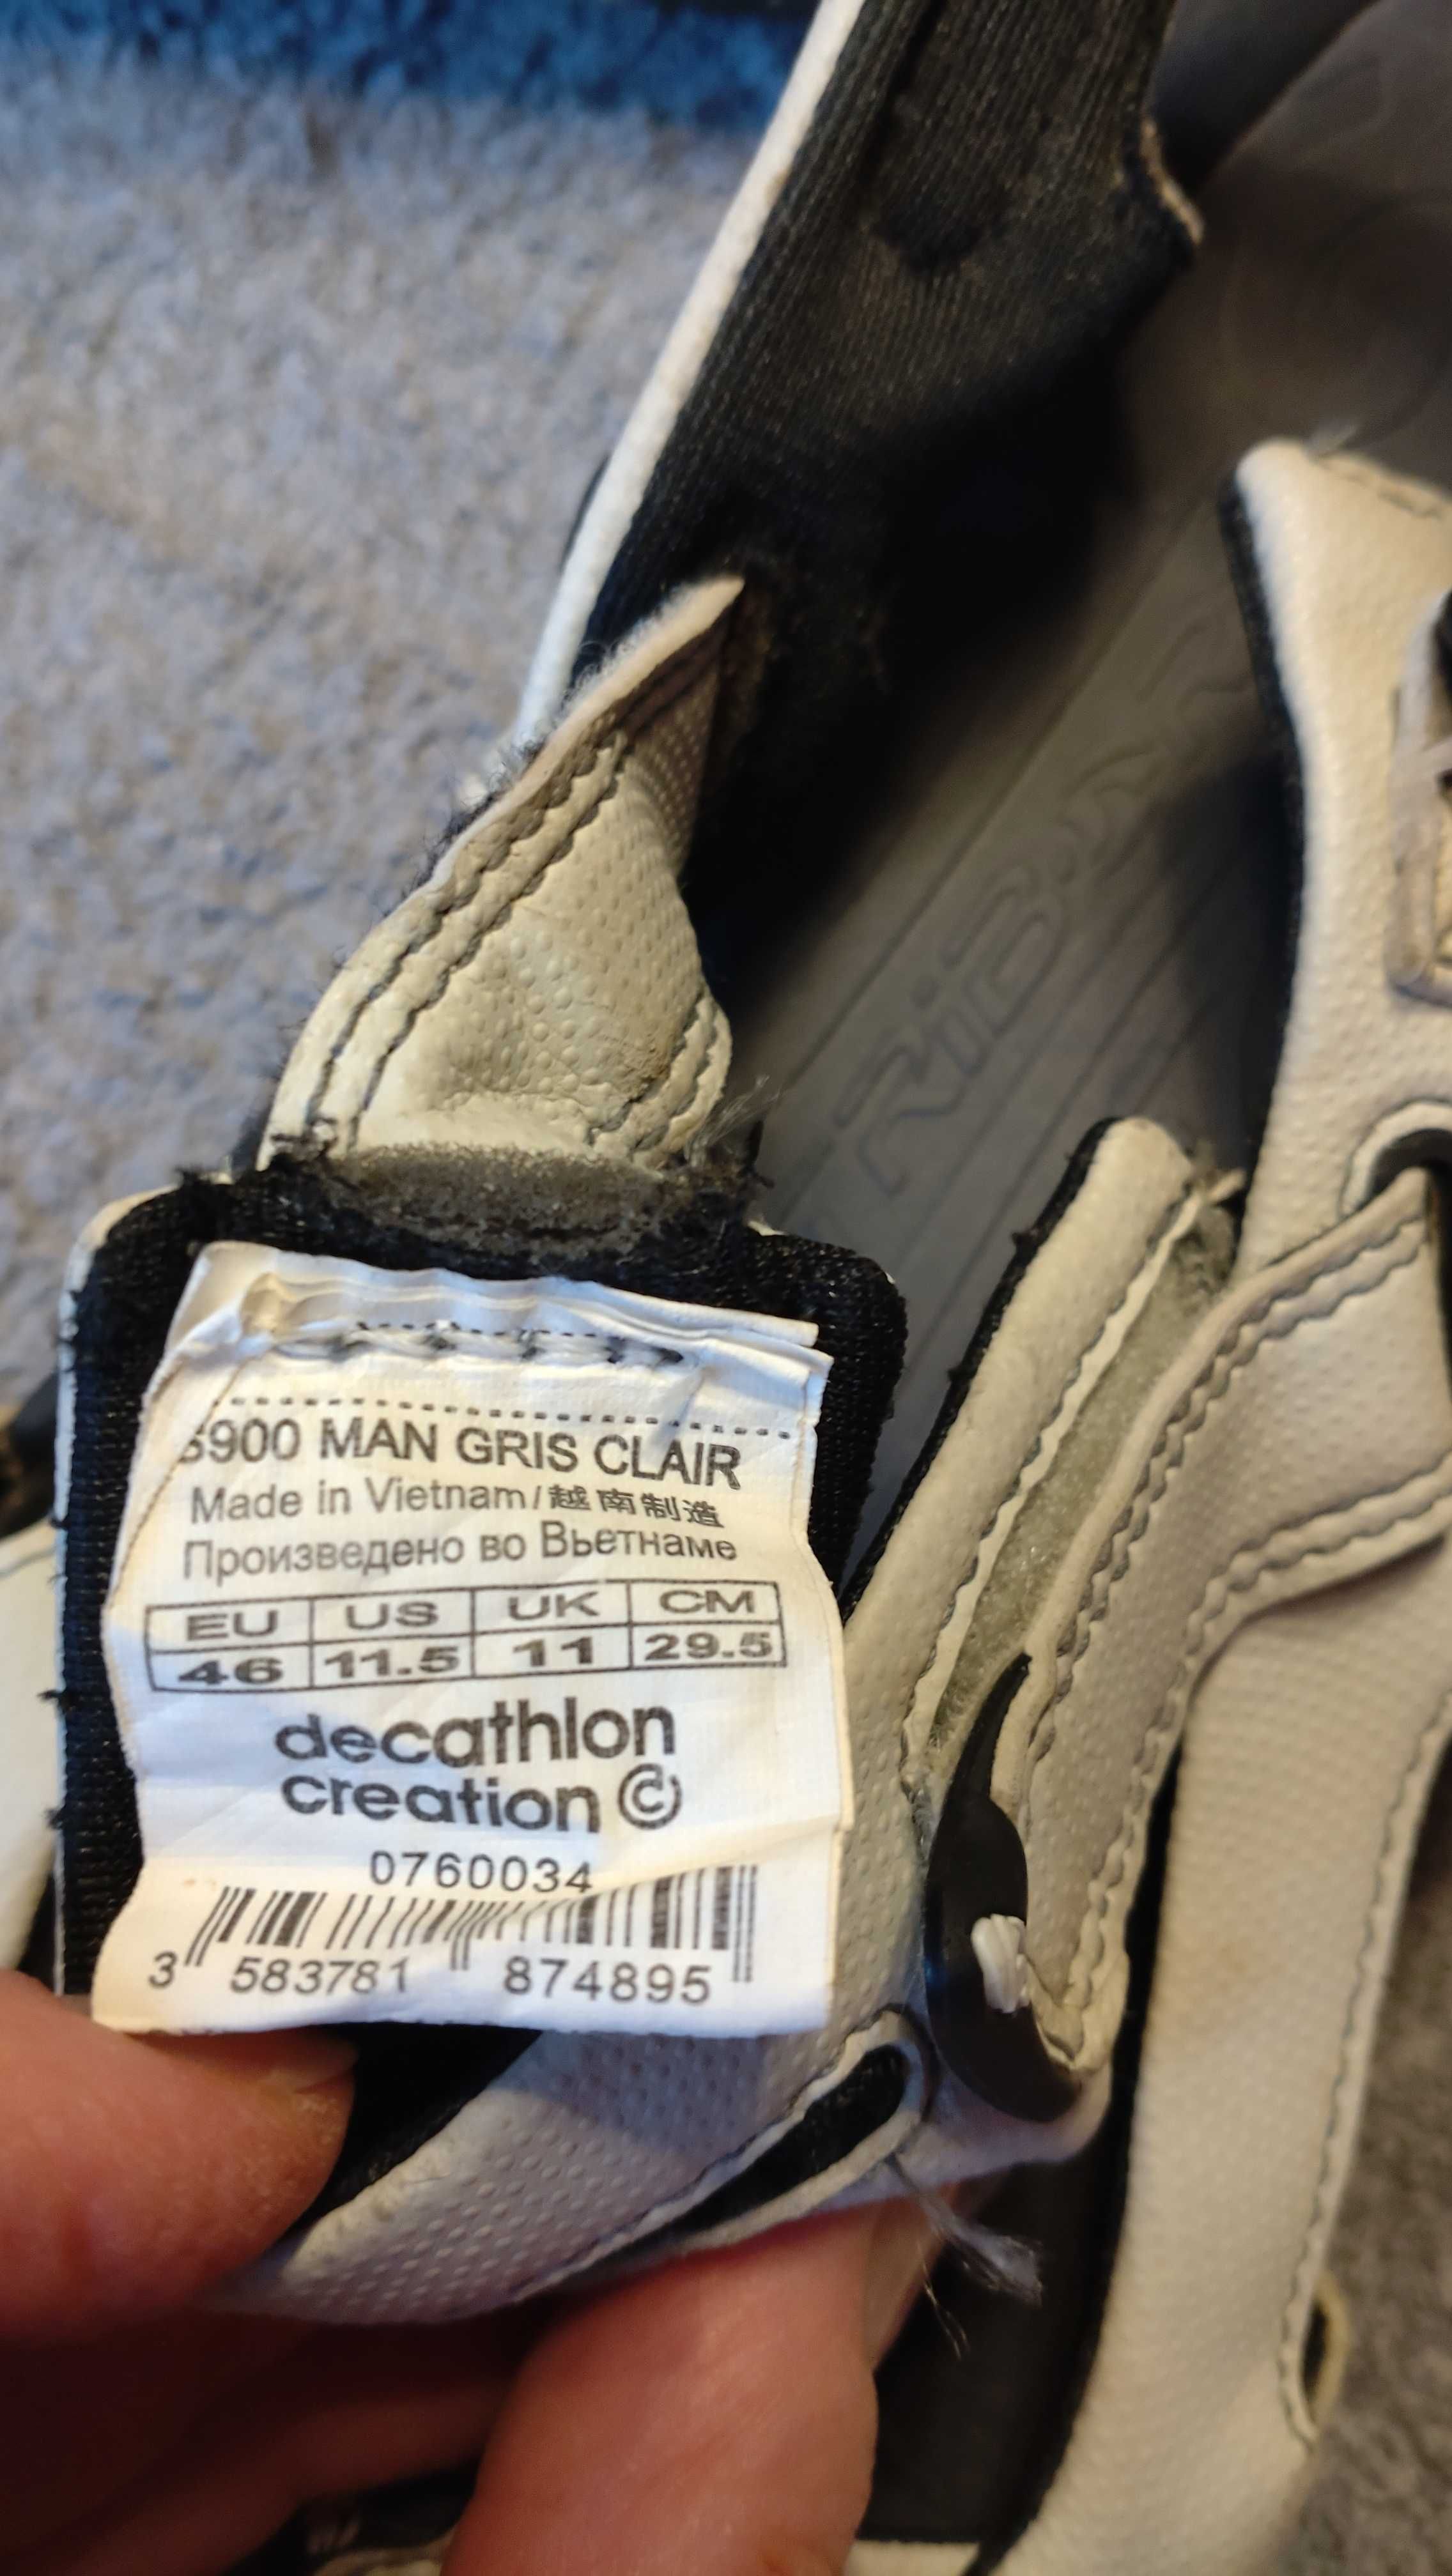 S900 MAN GRIS CLAIR
Made in Vietnam/越南制造
Произведено во Вьетнаме
EU US UK CM
46 11.5 11 29.5
decathlon
creation ©
0760034
3 583781 874895